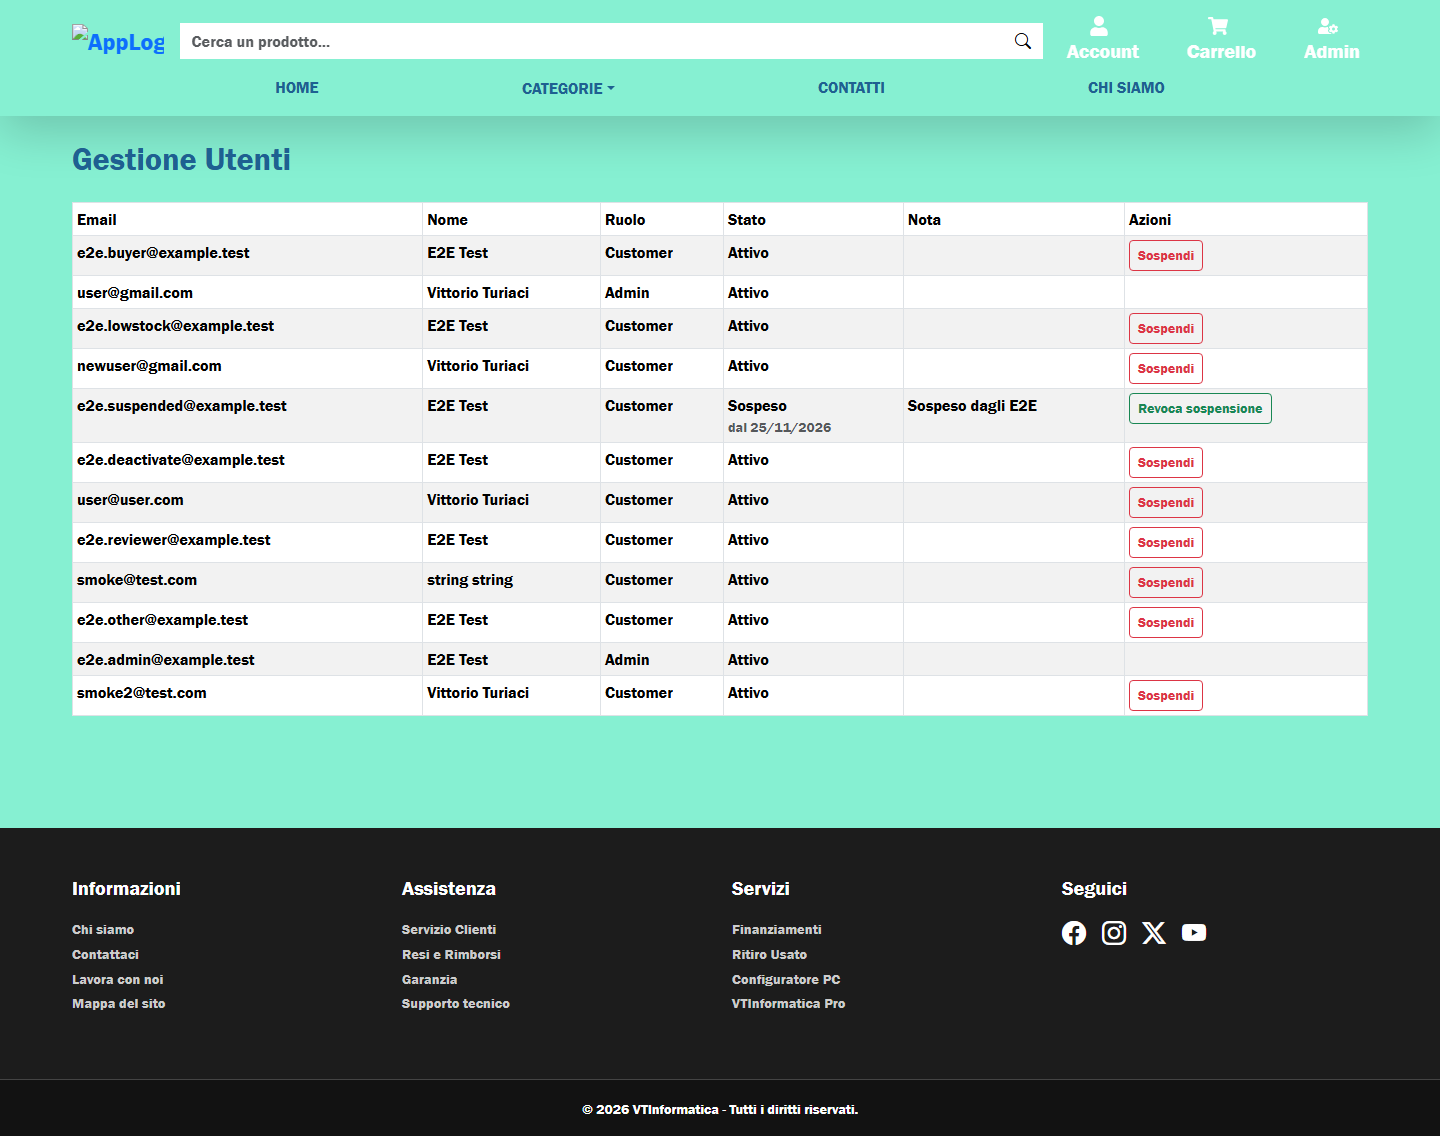 AppLog
Cerca un prodotto...
Account
Carrello
Admin
HOME
CATEGORIE
CONTATTI
CHI SIAMO
Gestione Utenti
Email Nome Ruolo Stato Nota Azioni
e2e.buyer@example.test E2E Test Customer Attivo Sospendi
user@gmail.com Vittorio Turiaci Admin Attivo
e2e.lowstock@example.test E2E Test Customer Attivo Sospendi
newuser@gmail.com Vittorio Turiaci Customer Attivo Sospendi
e2e.suspended@example.test E2E Test Customer Sospeso Sospeso dagli E2E Revoca sospensione
dal 25/11/2026
e2e.deactivate@example.test E2E Test Customer Attivo Sospendi
user@user.com Vittorio Turiaci Customer Attivo Sospendi
e2e.reviewer@example.test E2E Test Customer Attivo Sospendi
smoke@test.com string string Customer Attivo Sospendi
e2e.other@example.test E2E Test Customer Attivo Sospendi
e2e.admin@example.test E2E Test Admin Attivo
smoke2@test.com Vittorio Turiaci Customer Attivo Sospendi
Informazioni
Chi siamo
Contattaci
Lavora con noi
Mappa del sito
Assistenza
Servizio Clienti
Resi e Rimborsi
Garanzia
Supporto tecnico
Servizi
Finanziamenti
Ritiro Usato
Configuratore PC
VTInformatica Pro
Seguici
© 2026 VTInformatica - Tutti i diritti riservati.